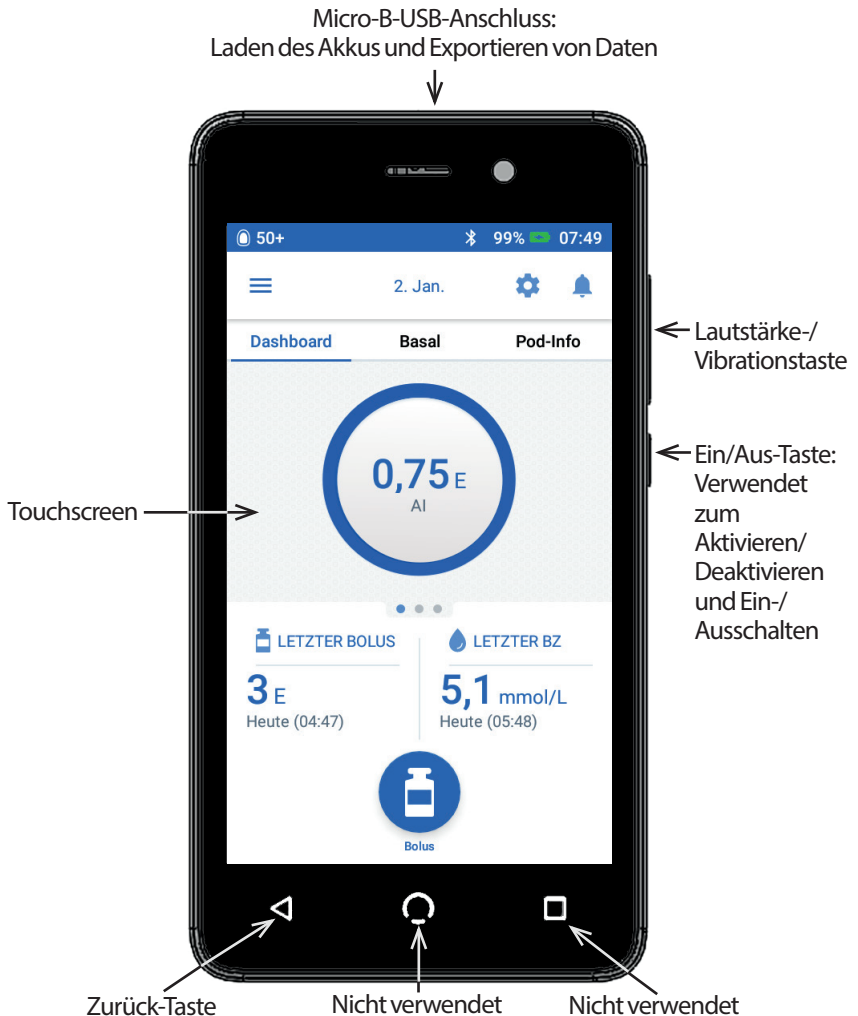 Micro-B-USB-Anschluss:
Laden des Akkus und Exportieren von Daten
50+
99%
07:49
2. Jan.
Dashboard
Basal
Pod-Info
Lautstärke-/
Vibrationstaste
0,75 E
AI
Ein/Aus-Taste:
Verwendet
zum
Aktivieren/
Deaktivieren
und Ein-/
Ausschalten
Touchscreen
LETZTER BOLUS
3 E
Heute (04:47)
LETZTER BZ
5,1 mmol/L
Heute (05:48)
Bolus
Zurück-Taste
Nicht verwendet
Nicht verwendet